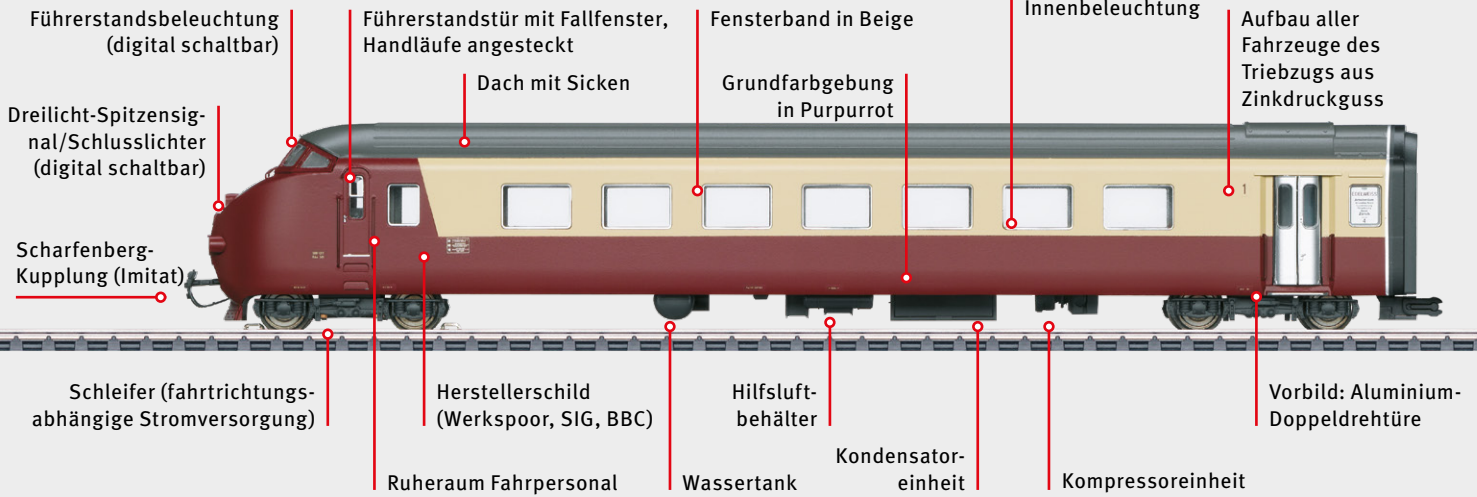 Führerstandsbeleuchtung
(digital schaltbar)
Führerstandstür mit Fallfenster,
Handläufe angesteckt
Fensterband in Beige
Innenbeleuchtung
Aufbau aller
Fahrzeuge des
Triebzugs aus
Zinkdruckguss
Dach mit Sicken
Grundfarbgebung
in Purpurrot
Dreilicht-Spitzensig-
nal/Schlusslichter
(digital schaltbar)
1
Scharfenberg-
Kupplung (Imitat)
Schleifer (fahrtrichtungs-
abhängige Stromversorgung)
Herstellerschild
(Werkspoor, SIG, BBC)
Hilfsluft-
behälter
Vorbild: Aluminium-
Doppeldrehtüre
Ruheraum Fahrpersonal
Wassertank
Kondensator-
einheit
Kompressoreinheit